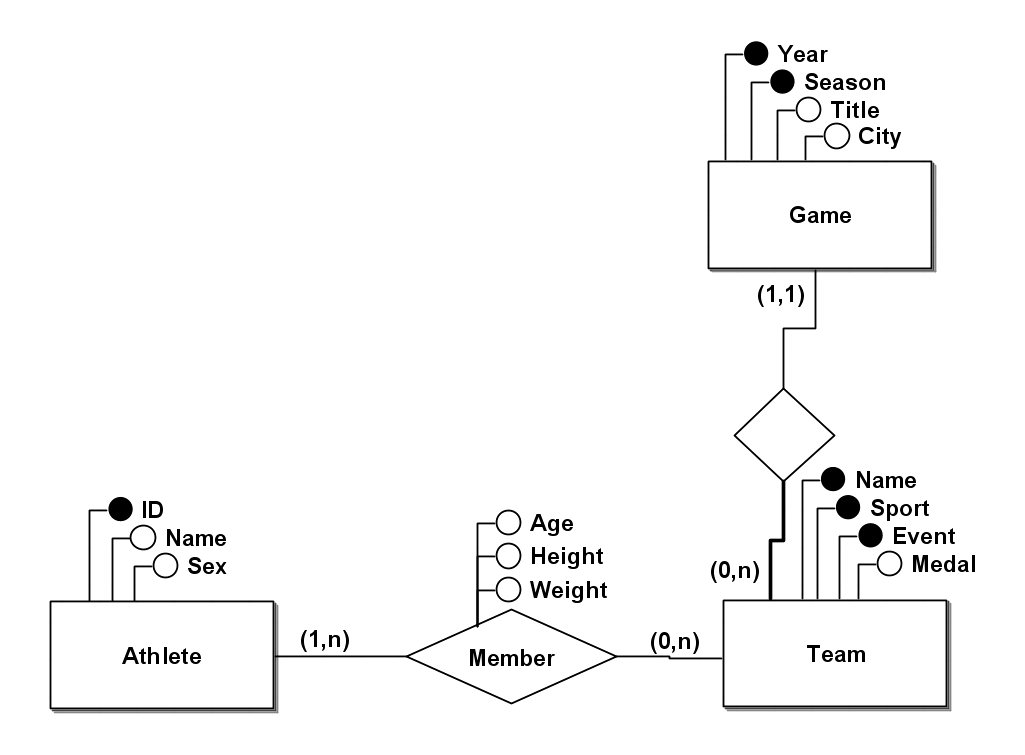 Year
Season
Title
City
Game
(1,1)
Name
Sport
Event
Medal
(0,n)
ID
Name
Sex
Age
Height
Weight
Athlete
(1,n)
Member
(0,n)
Team